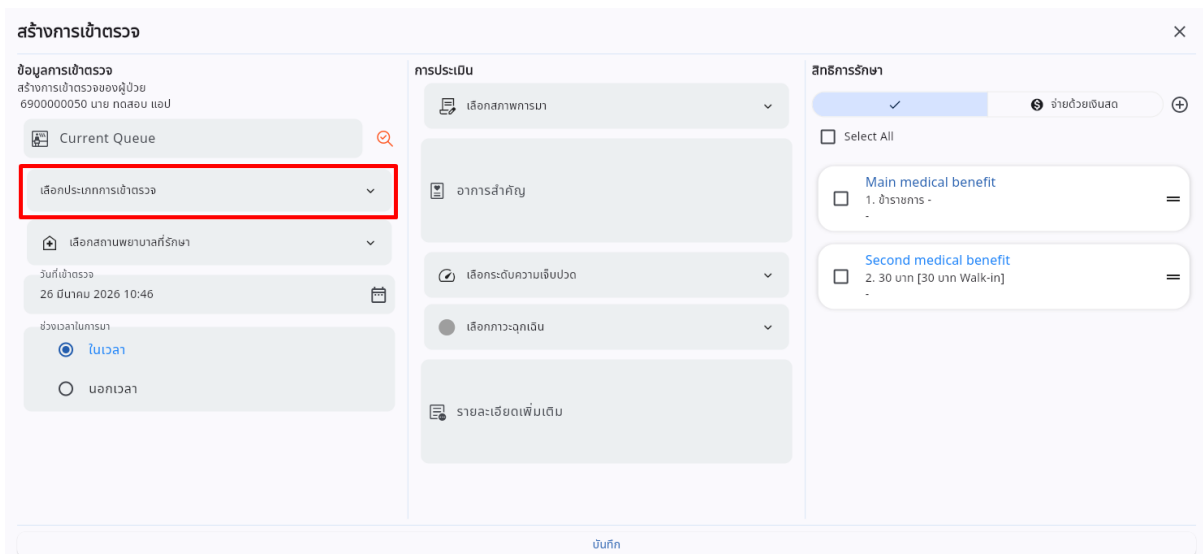 สร้างการเข้าตรวจ
ข้อมูลการเข้าตรวจ
สร้างการเข้าตรวจของผู้ป่วย
6900000050 นาย ทดสอบ แอป
Current Queue
เลือกประเภทการเข้าตรวจ
เลือกสถานพยาบาลที่รักษา
วันที่เข้าตรวจ
26 มีนาคม 2026 10:46
ช่วงเวลาในการมา
ในเวลา
นอกเวลา
การประเมิน
เลือกสภาพการมา
อาการสำคัญ
เลือกระดับความเจ็บปวด
เลือกภาวะฉุกเฉิน
รายละเอียดเพิ่มเติม
สิทธิการรักษา
จ่ายด้วยเงินสด
Select All
Main medical benefit
1. ข้าราชการ -
-
Second medical benefit
2. 30 บาท [30 บาท Walk-in]
-
บันทึก